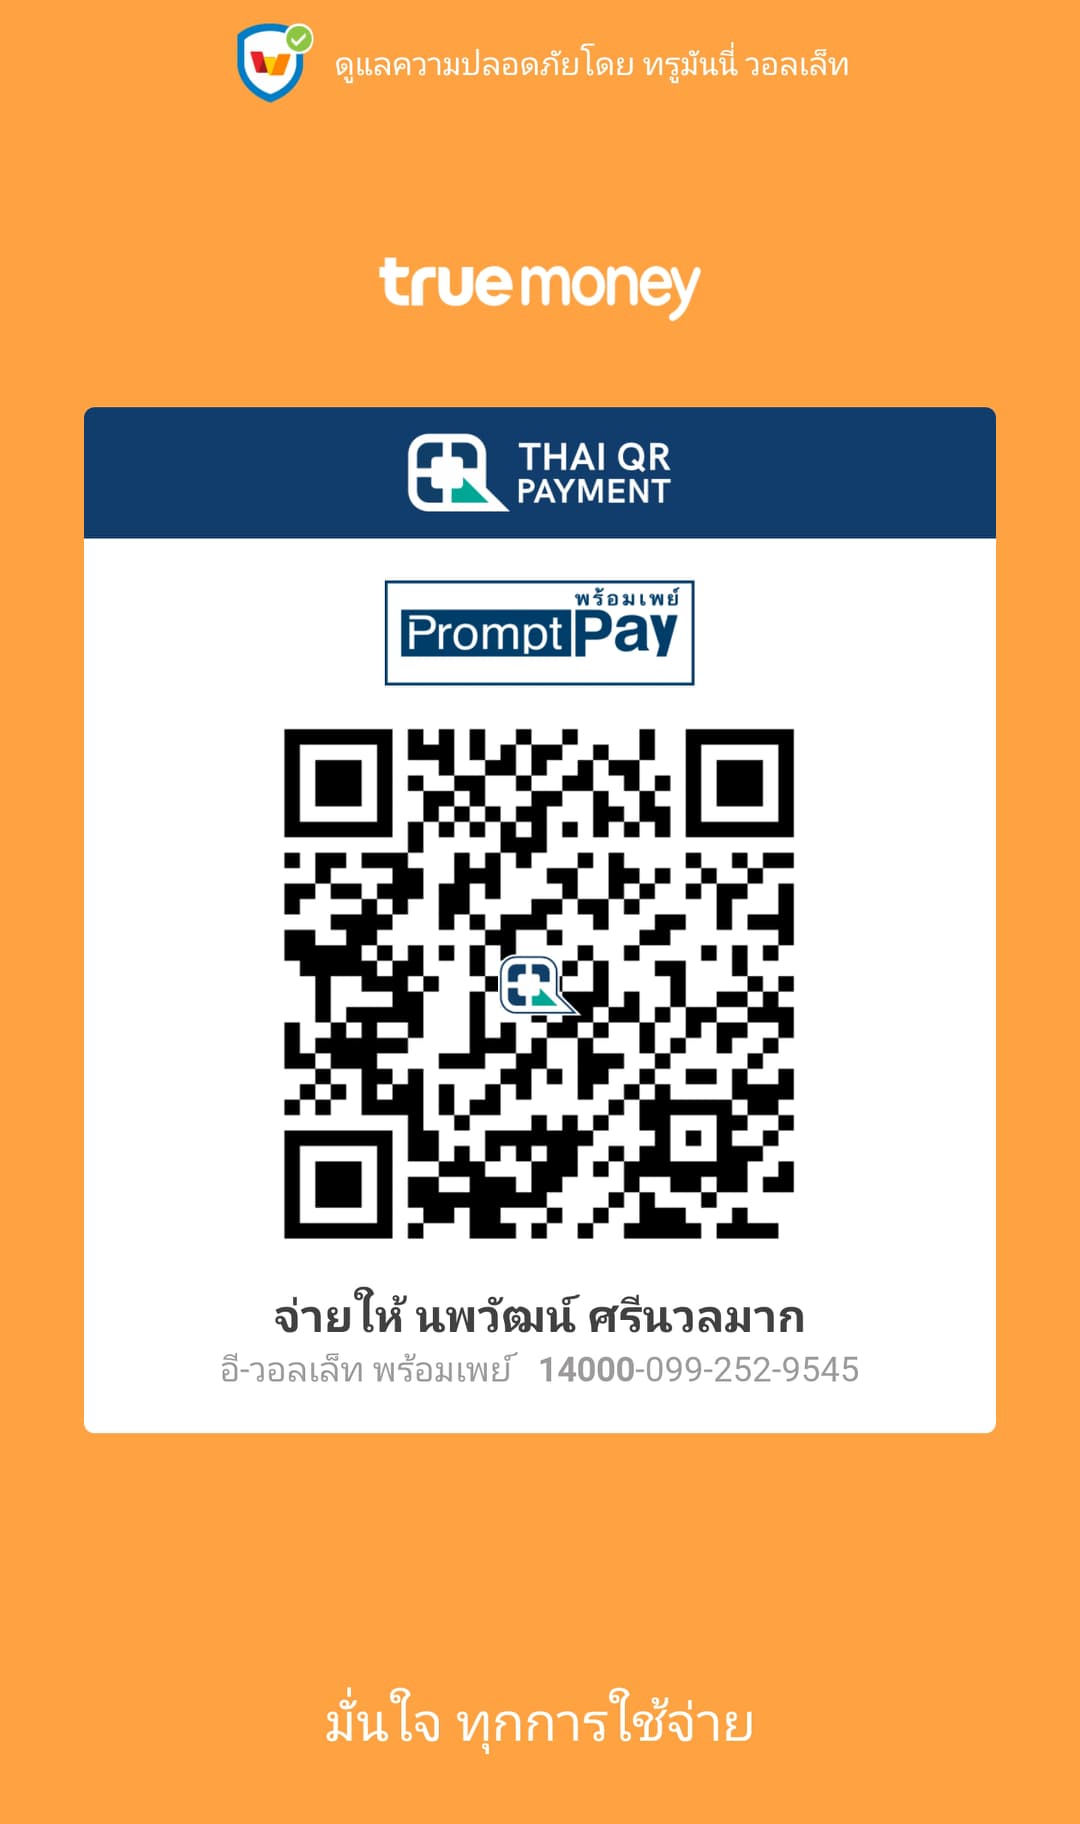 ดูแลความปลอดภัยโดย ทรูมันนี่ วอลเล็ท
truemoney
THAI QR
PAYMENT
พร้อมเพย์
PromptPay
จ่ายให้ นพวัฒน์ ศรีนวลมาก
อี-วอลเล็ท พร้อมเพย์ 14000-099-252-9545
มั่นใจ ทุกการใช้จ่าย